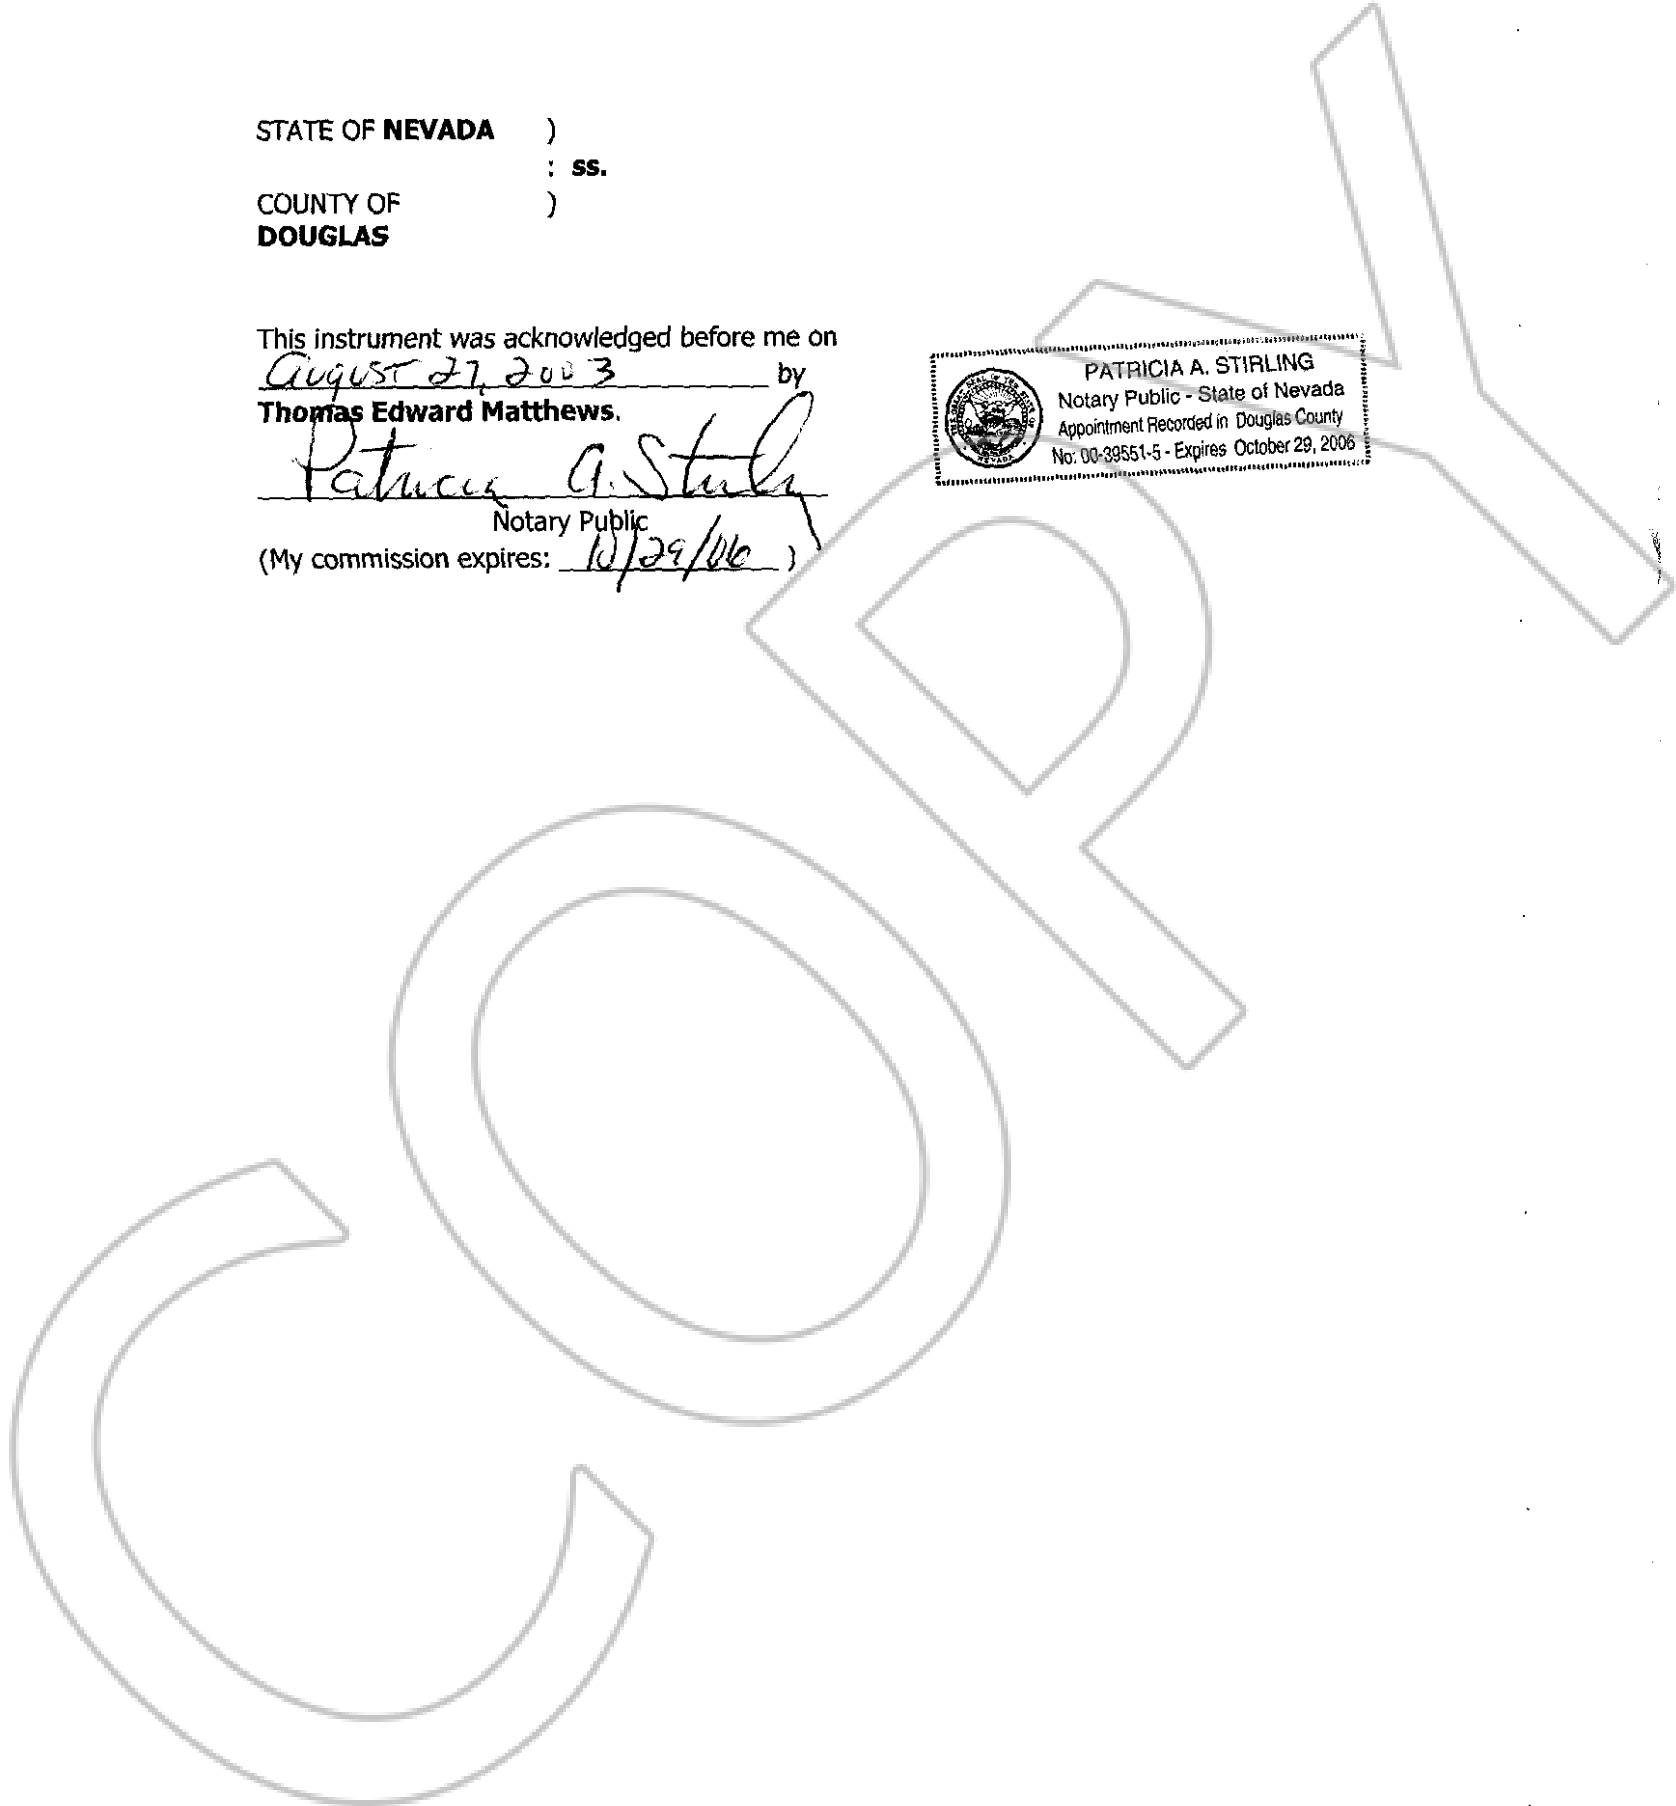 STATE OF NEVADA )
: ss.
COUNTY OF )
DOUGLAS
This instrument was acknowledged before me on
August 27, 2003 by
Thomas Edward Matthews.
Patricia A. Stirling
Notary Public
(My commission expires: 10/29/06 )
PATRICIA A. STIRLING
Notary Public - State of Nevada
Appointment Recorded in Douglas County
No: 00-39551-5 - Expires October 29, 2006
COPY